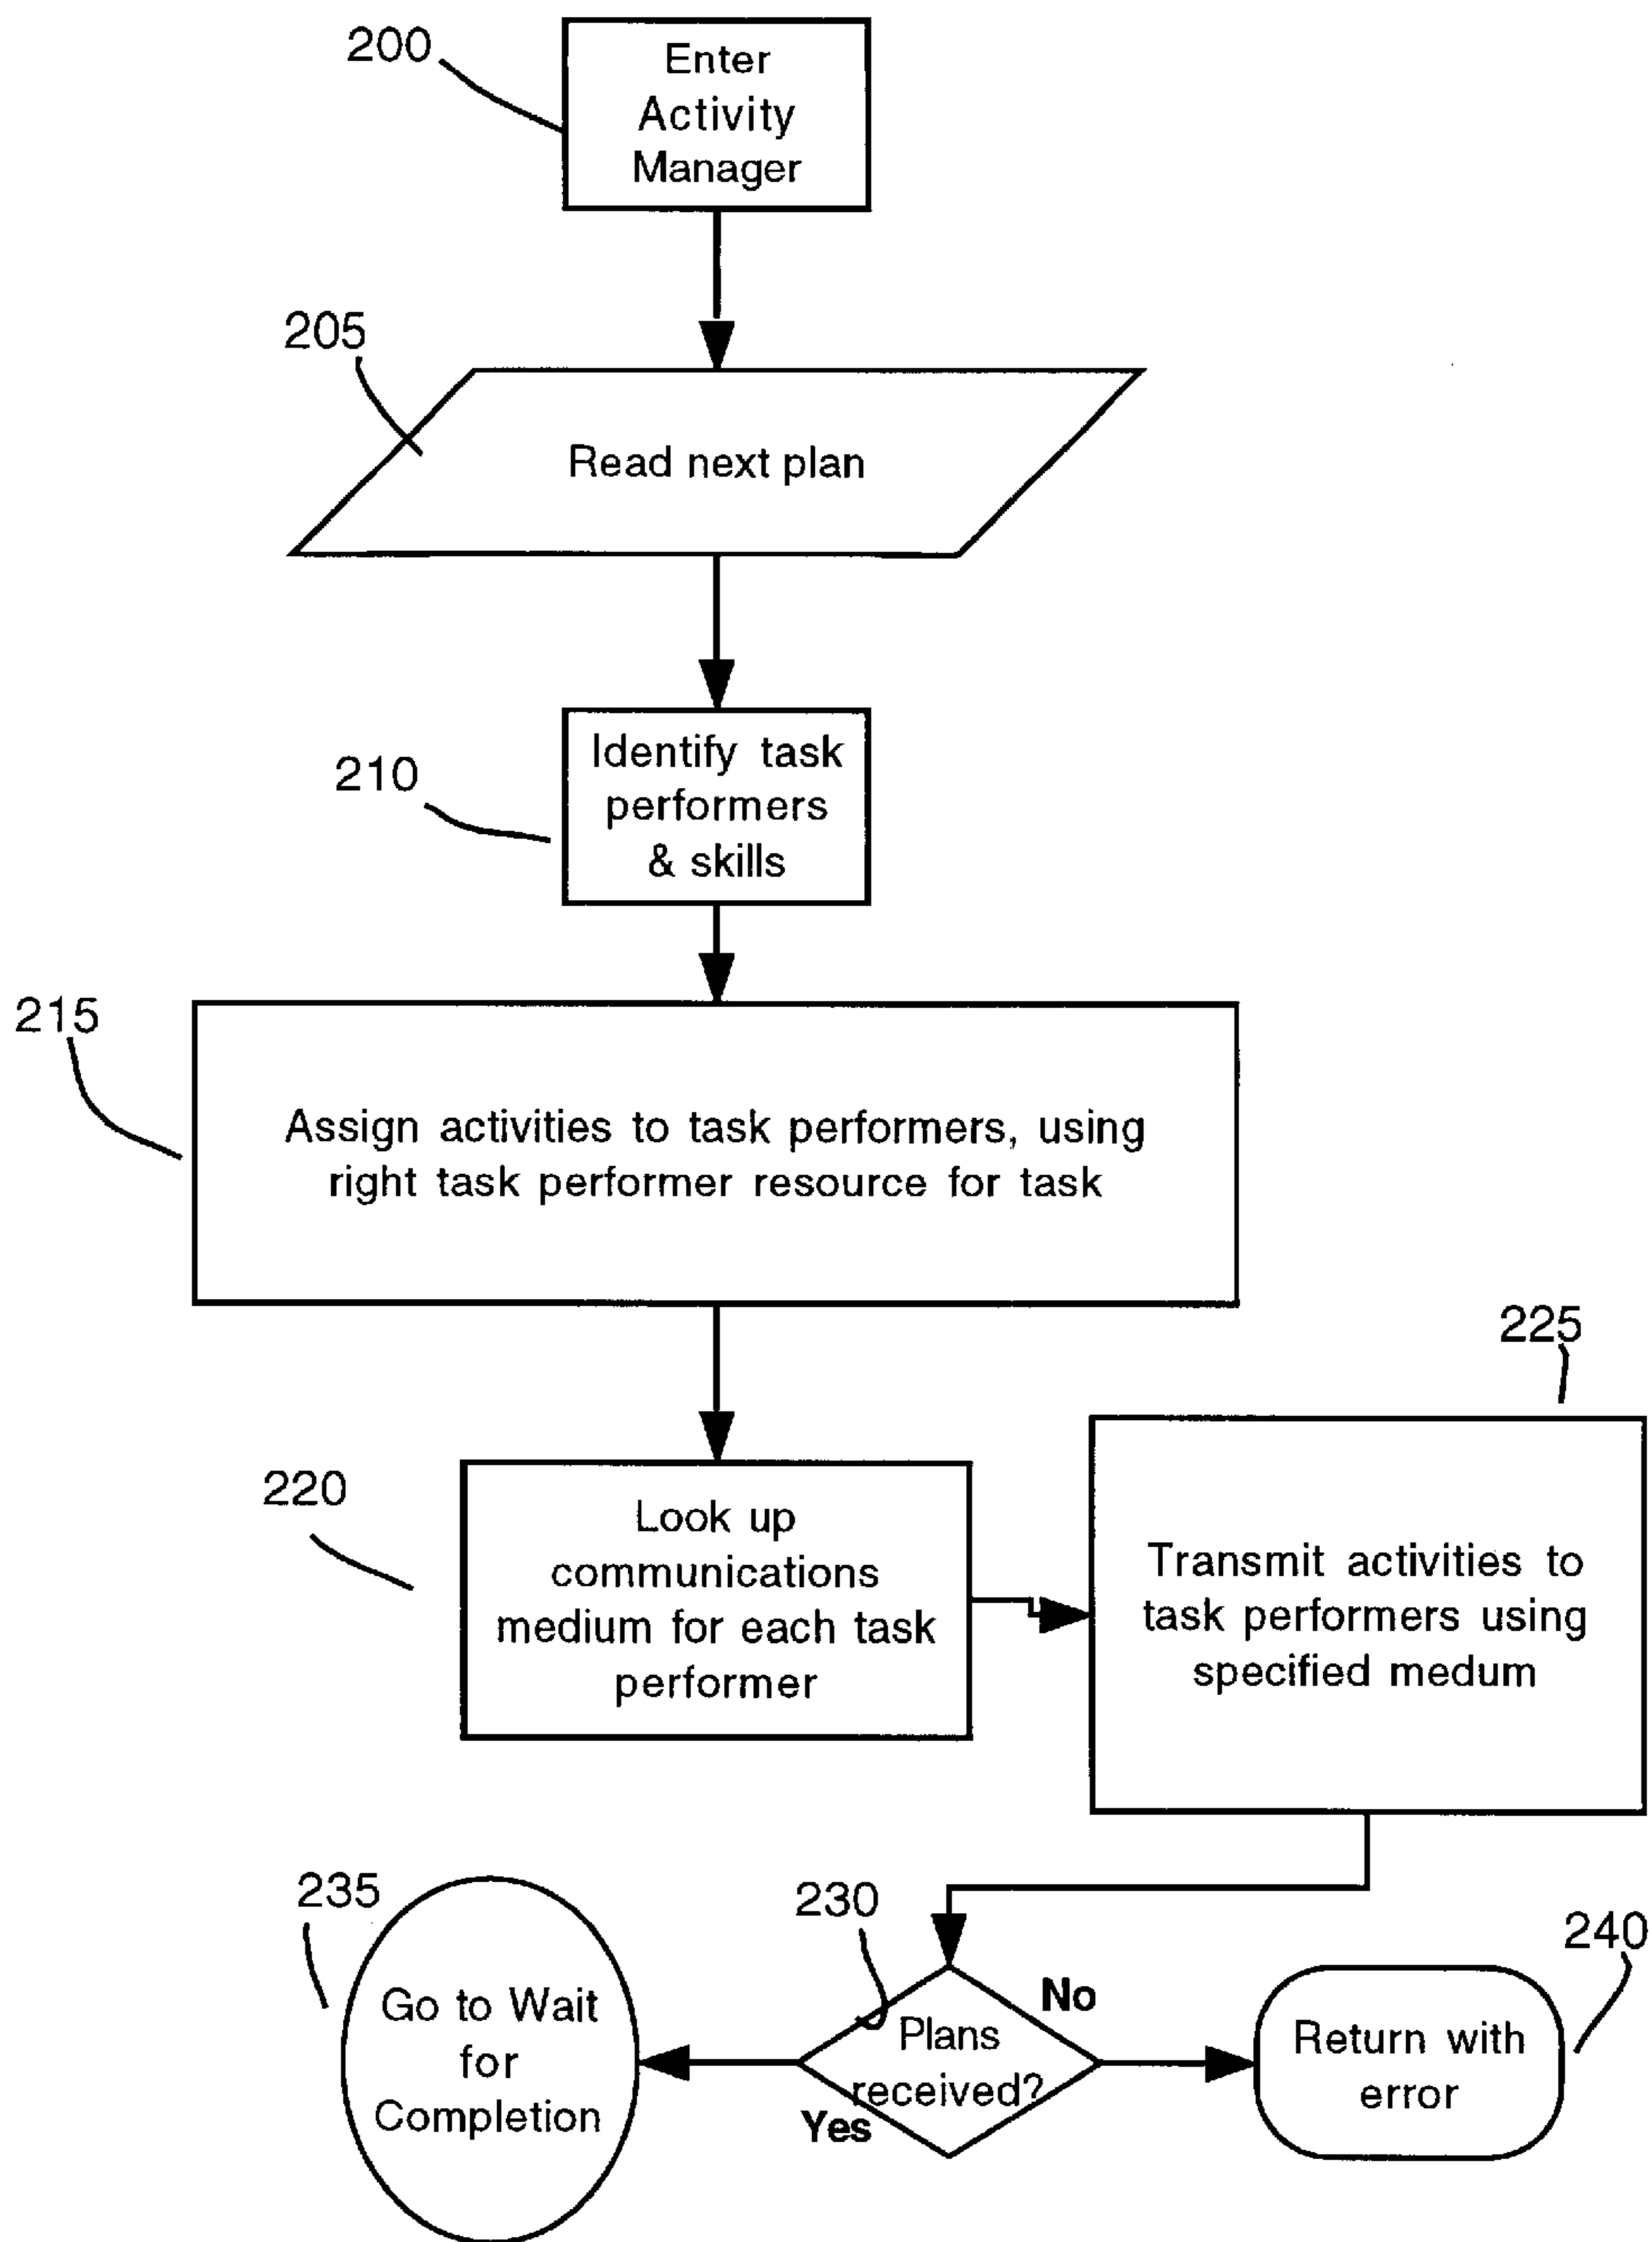 200
Enter
Activity
Manager
205
Read next plan
210
Identify task
performers
& skills
215
Assign activities to task performers, using
right task performer resource for task
220
Look up
communications
medium for each task
performer
225
Transmit activities to
task performers using
specified medum
230
Plans
received?
No
Yes
235
Go to Wait
for
Completion
240
Return with
error